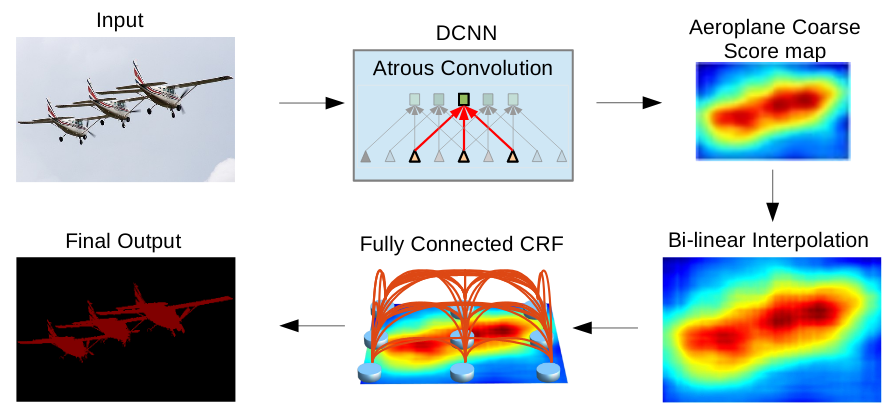 Input
DCNN
Atrous Convolution
Aeroplane Coarse
Score map
Final Output
Fully Connected CRF
Bi-linear Interpolation